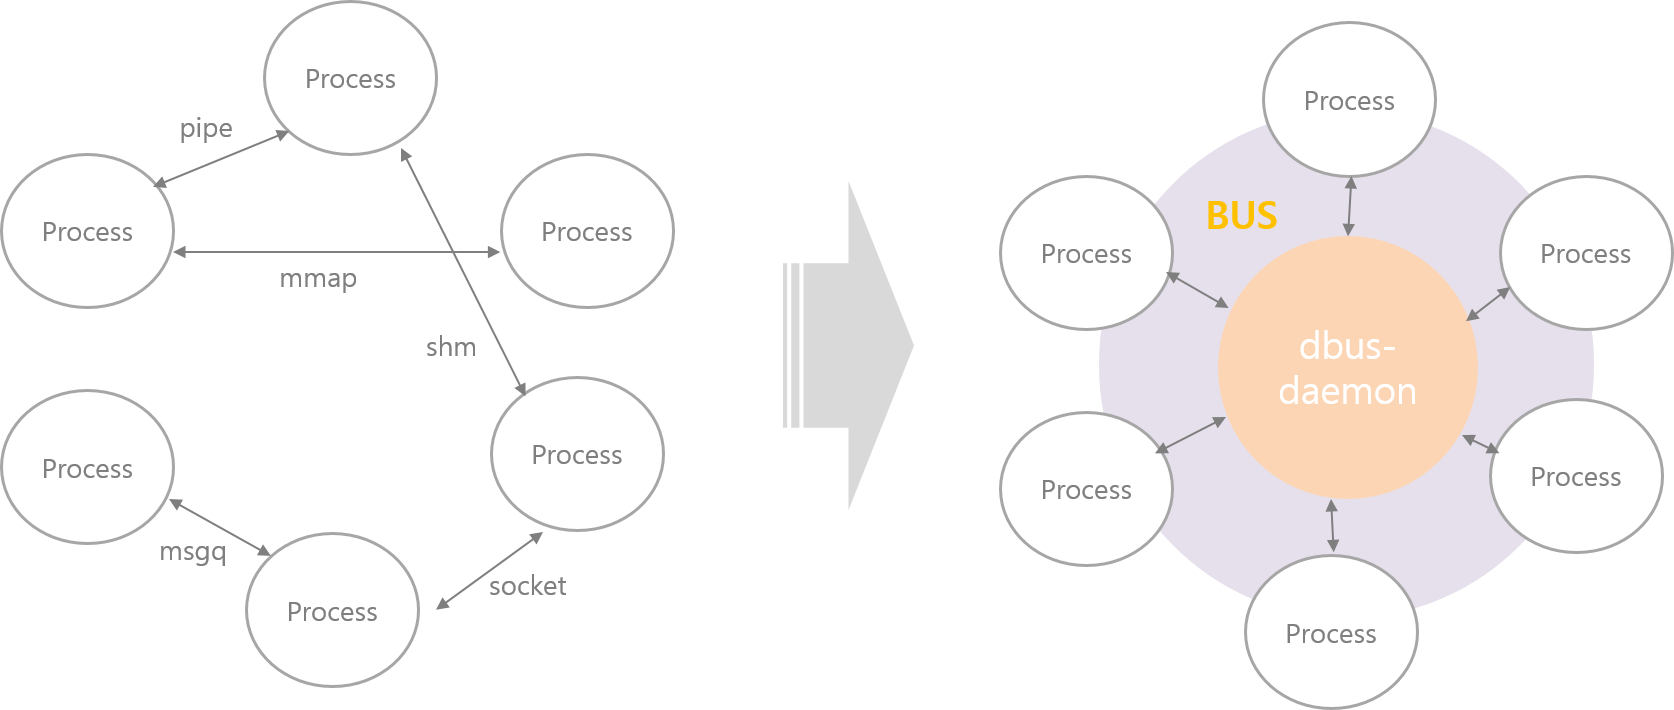 Process
pipe
Process
Process
mmap
shm
Process
Process
msgq
socket
Process
Process
BUS
Process
Process
dbus-
daemon
Process
Process
Process